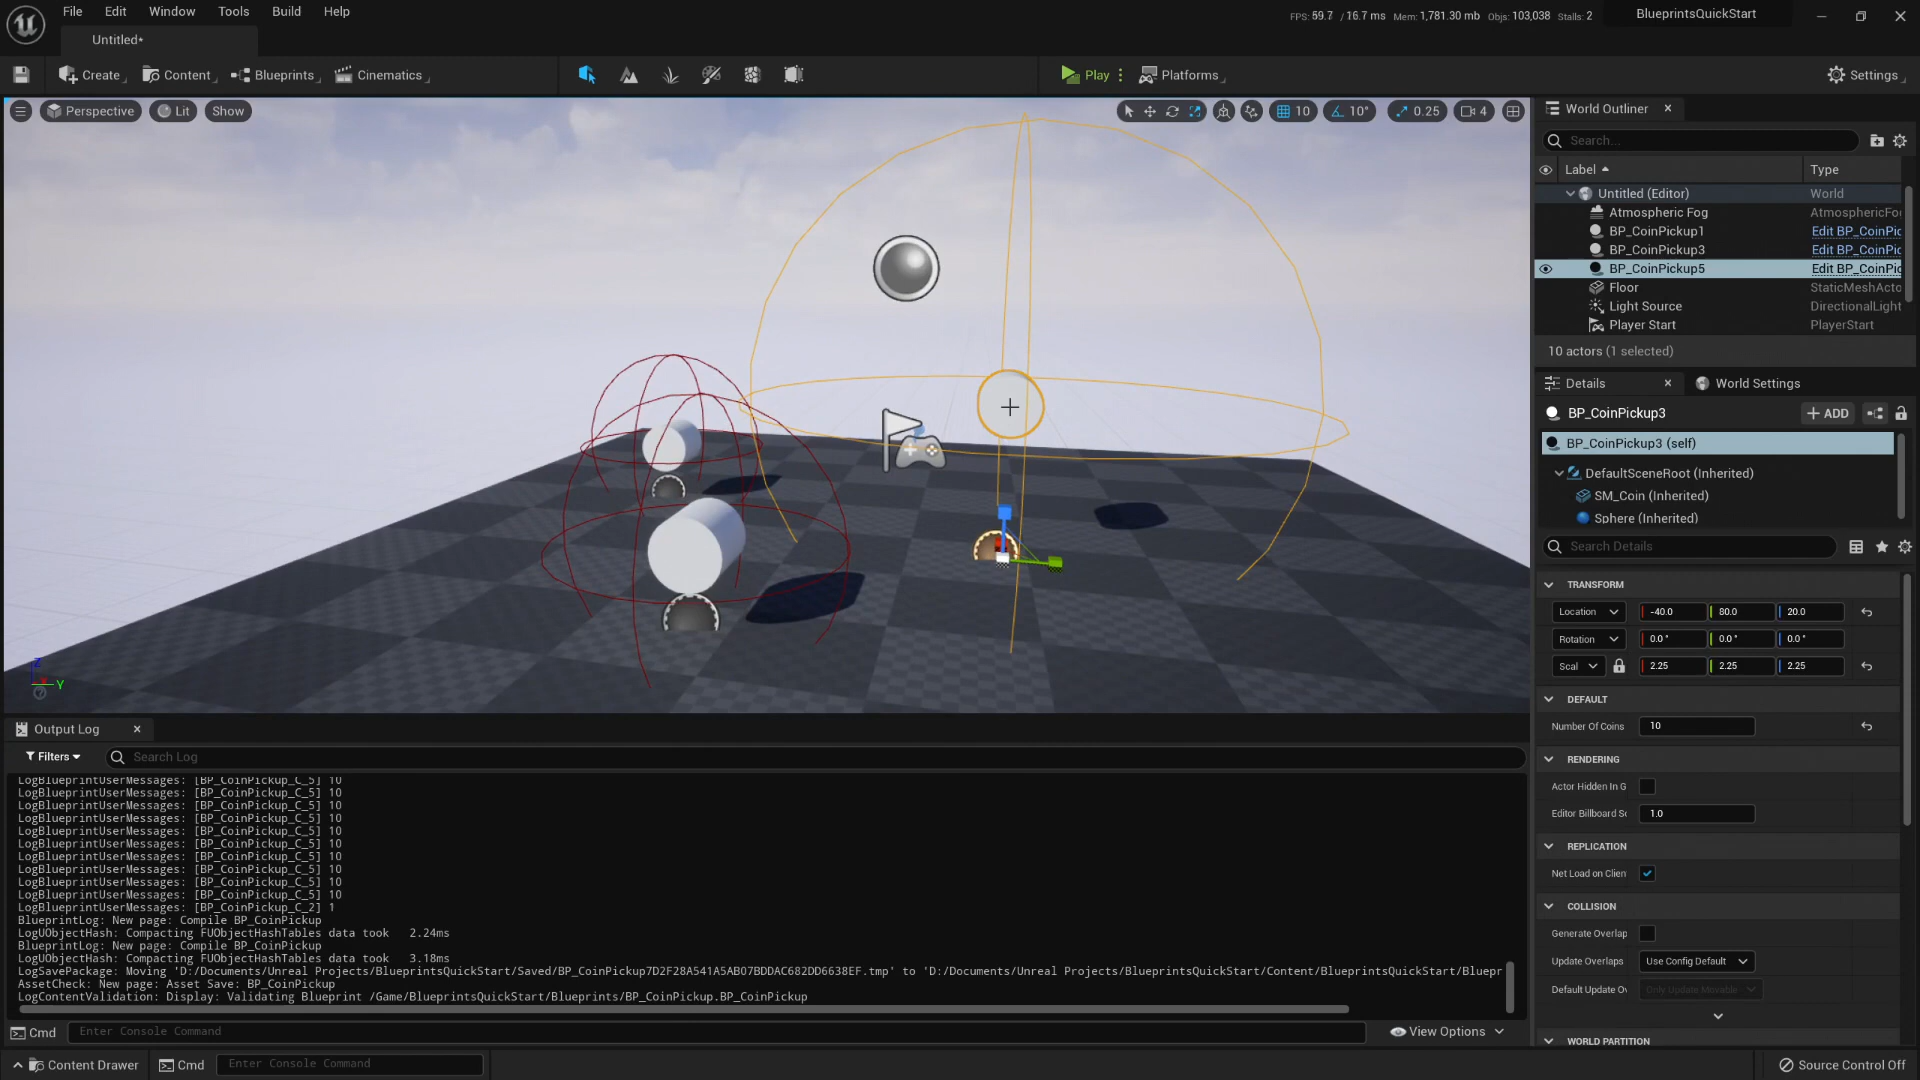 File Edit Window Tools Build Help
FPS: 59.7 / 16.7 ms Mem: 1,781.30 mb Objs: 103,038 Stalls: 2
BlueprintsQuickStart
Untitled*
Create Content Blueprints Cinematics
Play Platforms
Settings
Perspective Lit Show
10 10° 0.25 4
Z
Y
World Outliner
Search...
Label Type
Untitled (Editor) World
Atmospheric Fog AtmosphericFo
BP_CoinPickup1 Edit BP_CoinPic
BP_CoinPickup3 Edit BP_CoinPic
BP_CoinPickup5 Edit BP_CoinPic
Floor StaticMeshActo
Light Source DirectionalLight
Player Start PlayerStart
10 actors (1 selected)
Details World Settings
BP_CoinPickup3 ADD
BP_CoinPickup3 (self)
DefaultSceneRoot (Inherited)
SM_Coin (Inherited)
Sphere (Inherited)
Search Details
TRANSFORM
Location -40.0 80.0 20.0
Rotation 0.0 ° 0.0 ° 0.0 °
Scal 2.25 2.25 2.25
DEFAULT
Number Of Coins 10
RENDERING
Actor Hidden In G
Editor Billboard Sc 1.0
REPLICATION
Net Load on Clien
COLLISION
Generate Overlap
Update Overlaps Use Config Default
Default Update Ov Only Update Movable
WORLD PARTITION
Output Log
Filters Search Log
LogBlueprintUserMessages: [BP_CoinPickup_C_5] 10
LogBlueprintUserMessages: [BP_CoinPickup_C_5] 10
LogBlueprintUserMessages: [BP_CoinPickup_C_5] 10
LogBlueprintUserMessages: [BP_CoinPickup_C_5] 10
LogBlueprintUserMessages: [BP_CoinPickup_C_5] 10
LogBlueprintUserMessages: [BP_CoinPickup_C_5] 10
LogBlueprintUserMessages: [BP_CoinPickup_C_5] 10
LogBlueprintUserMessages: [BP_CoinPickup_C_5] 10
LogBlueprintUserMessages: [BP_CoinPickup_C_5] 10
LogBlueprintUserMessages: [BP_CoinPickup_C_5] 10
LogBlueprintUserMessages: [BP_CoinPickup_C_2] 1
BlueprintLog: New page: Compile BP_CoinPickup
LogUObjectHash: Compacting FUObjectHashTables data took 2.24ms
BlueprintLog: New page: Compile BP_CoinPickup
LogUObjectHash: Compacting FUObjectHashTables data took 3.18ms
LogSavePackage: Moving 'D:/Documents/Unreal Projects/BlueprintsQuickStart/Saved/BP_CoinPickup7D2F28A541A5AB07BDDAC682DD6638EF.tmp' to 'D:/Documents/Unreal Projects/BlueprintsQuickStart/Content/BlueprintsQuickStart/Bluepr
AssetCheck: New page: Asset Save: BP_CoinPickup
LogContentValidation: Display: Validating Blueprint /Game/BlueprintsQuickStart/Blueprints/BP_CoinPickup.BP_CoinPickup
Cmd Enter Console Command View Options
Content Drawer Cmd Enter Console Command Source Control Off